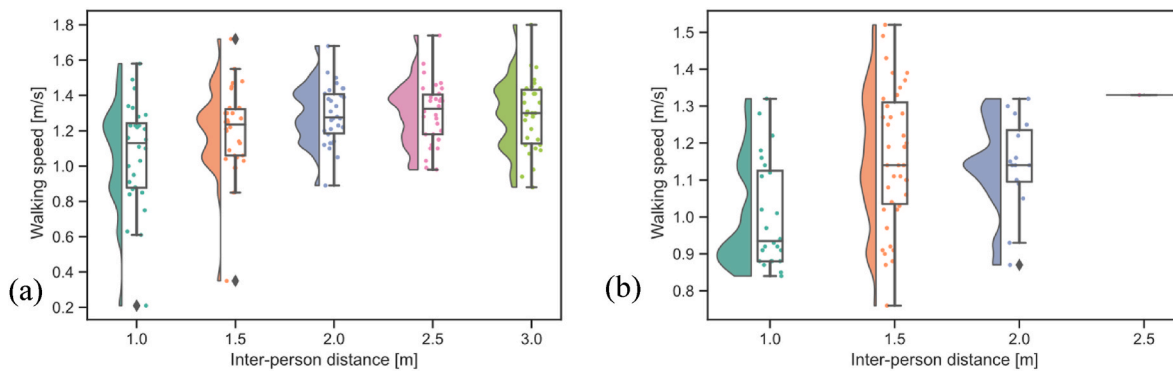 Walking speed [m/s]
1.8
1.6
1.4
1.2
1.0
0.8
0.6
0.4
0.2
1.0 1.5 2.0 2.5 3.0
Inter-person distance [m]
(a)
Walking speed [m/s]
1.5
1.4
1.3
1.2
1.1
1.0
0.9
0.8
1.0 1.5 2.0 2.5
Inter-person distance [m]
(b)